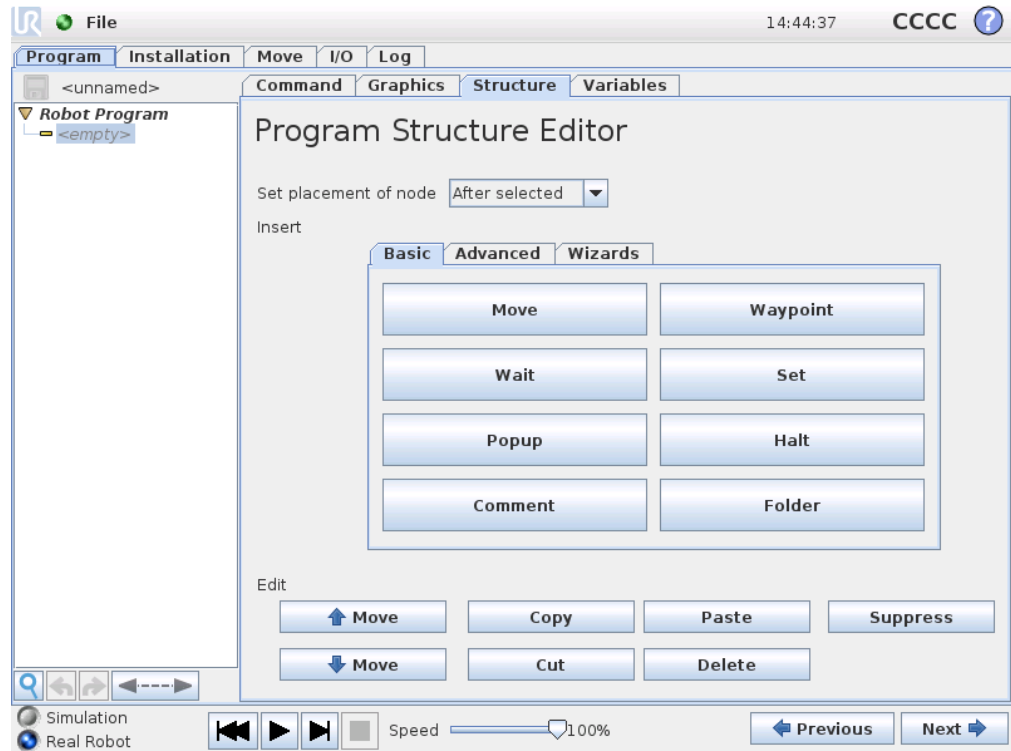 UR File 14:44:37 CCCC ?
Program Installation Move I/O Log
<unnamed> Command Graphics Structure Variables
Robot Program
<empty>
Program Structure Editor
Set placement of node After selected
Insert
Basic Advanced Wizards
Move Waypoint
Wait Set
Popup Halt
Comment Folder
Edit
Move Copy Paste Suppress
Move Cut Delete
Simulation
Real Robot
Speed 100% Previous Next